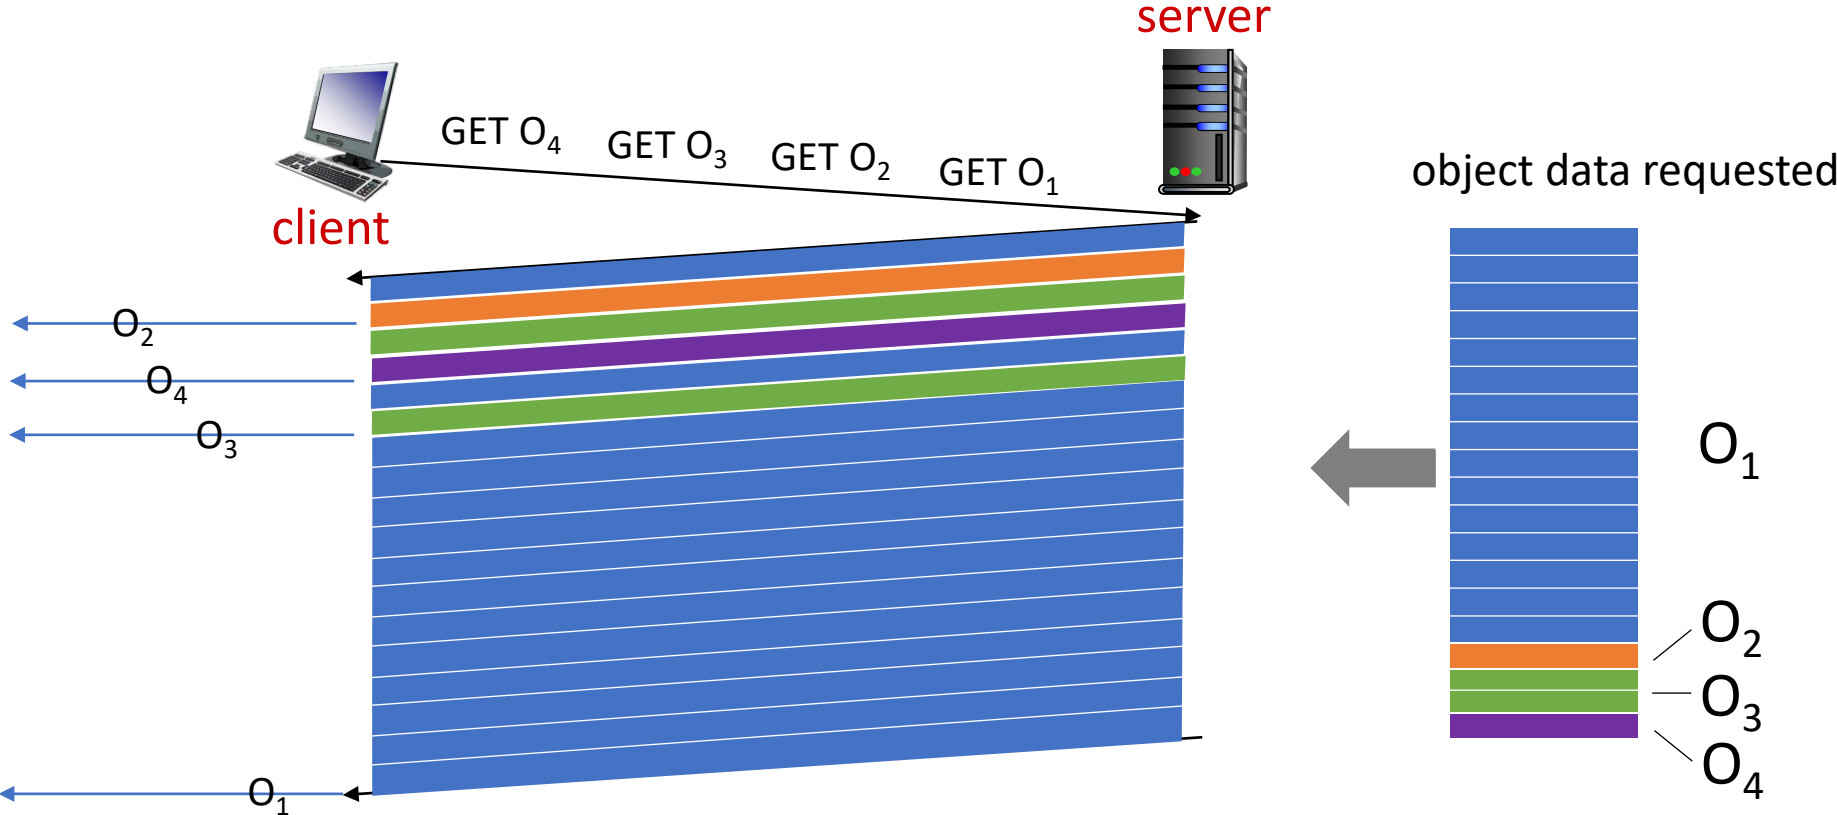 server
GET O₄
GET O₃
GET O₂
GET O₁
object data requested
client
O₂
O₄
O₃
O₁
O₁
O₂
O₃
O₄